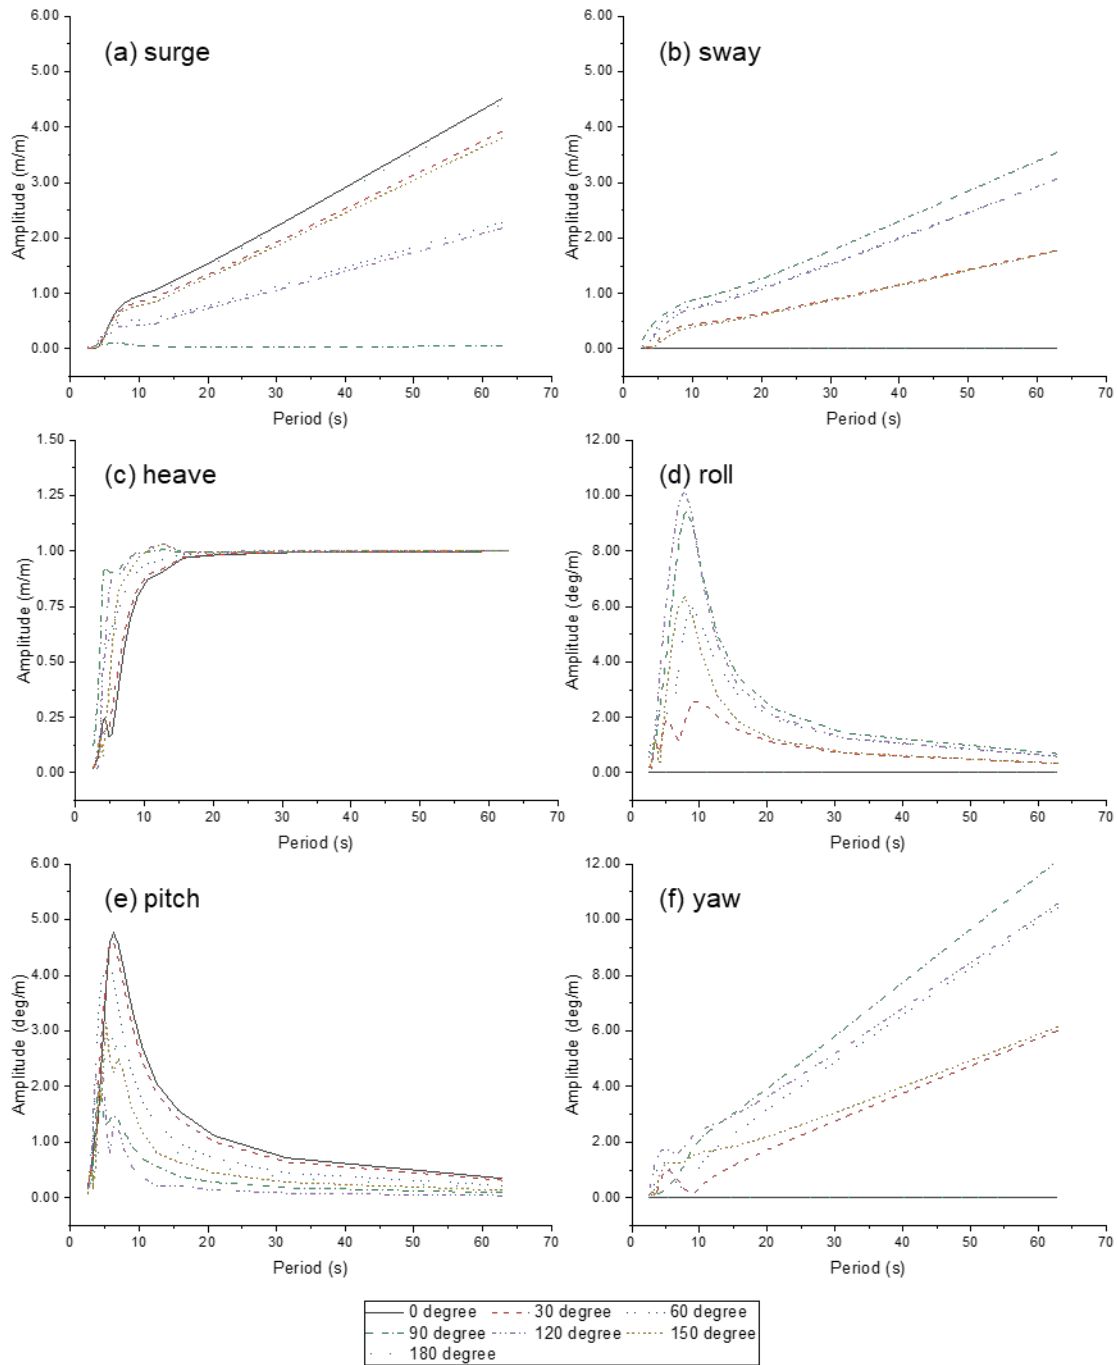 (a) surge
Amplitude (m/m)
6.00
5.00
4.00
3.00
2.00
1.00
0.00
0 10 20 30 40 50 60 70
Period (s)
(b) sway
Amplitude (m/m)
6.00
5.00
4.00
3.00
2.00
1.00
0.00
0 10 20 30 40 50 60 70
Period (s)
(c) heave
Amplitude (m/m)
1.50
1.25
1.00
0.75
0.50
0.25
0.00
0 10 20 30 40 50 60 70
Period (s)
(d) roll
Amplitude (deg/m)
12.00
10.00
8.00
6.00
4.00
2.00
0.00
0 10 20 30 40 50 60 70
Period (s)
(e) pitch
Amplitude (deg/m)
6.00
5.00
4.00
3.00
2.00
1.00
0.00
0 10 20 30 40 50 60 70
Period (s)
(f) yaw
Amplitude (deg/m)
12.00
10.00
8.00
6.00
4.00
2.00
0.00
0 10 20 30 40 50 60 70
Period (s)
0 degree 30 degree 60 degree
90 degree 120 degree 150 degree
180 degree